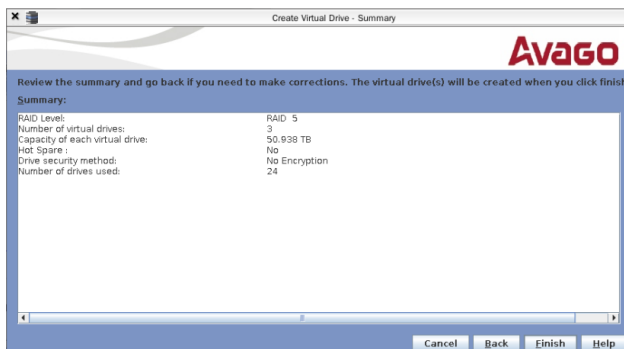 Create Virtual Drive - Summary
Avago
Review the summary and go back if you need to make corrections. The virtual drive(s) will be created when you click finish
Summary:
RAID Level: RAID 5
Number of virtual drives: 3
Capacity of each virtual drive: 50.938 TB
Hot Spare : No
Drive security method: No Encryption
Number of drives used: 24
Cancel Back Finish Help